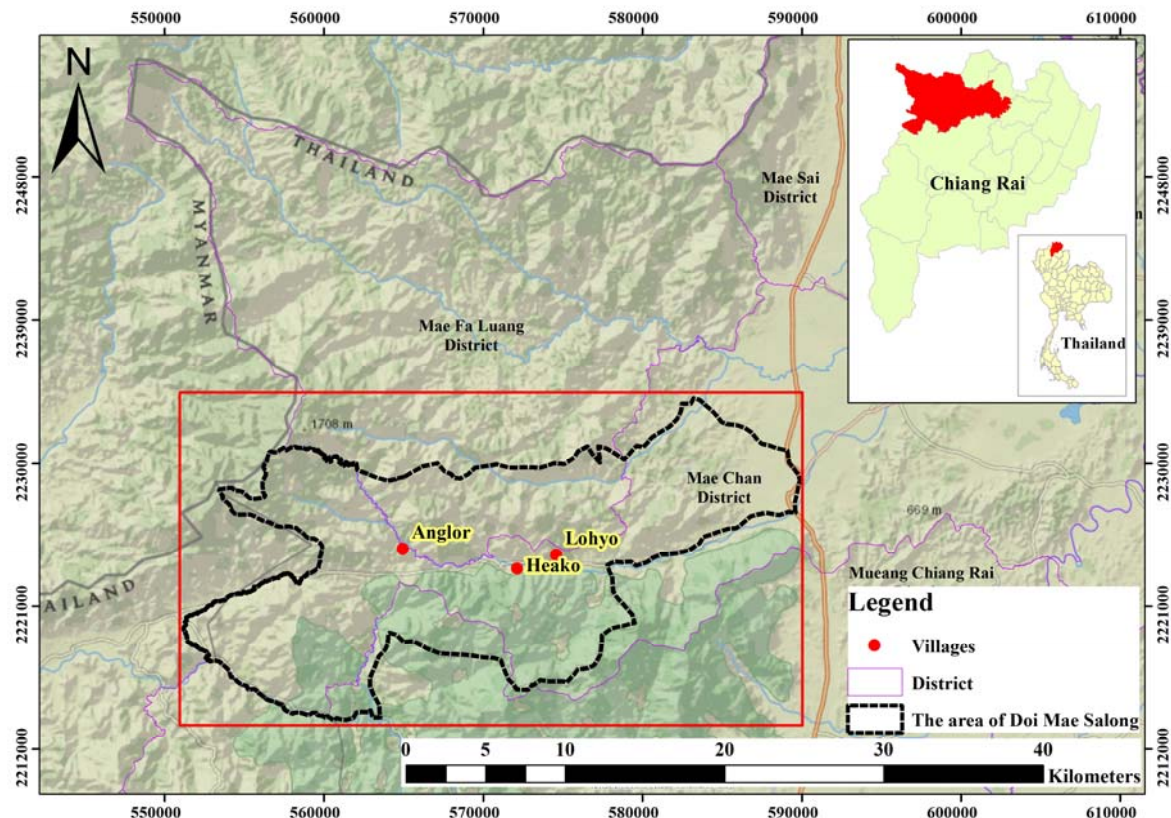 550000 560000 570000 580000 590000 600000 610000
N
THAILAND
MYANMAR
2248000
2239000
2230000
2221000
2212000
Mae Sai
District
Mae Fa Luang
District
Chiang Rai
Thailand
2248000
2239000
2230000
2221000
2212000
1708 m
Mae Chan
District
669 m
Anglor
Lohyo
Heako
AILAND
Mueang Chiang Rai
Legend
Villages
District
The area of Doi Mae Salong
0 5 10 20 30 40
Kilometers
550000 560000 570000 580000 590000 600000 610000